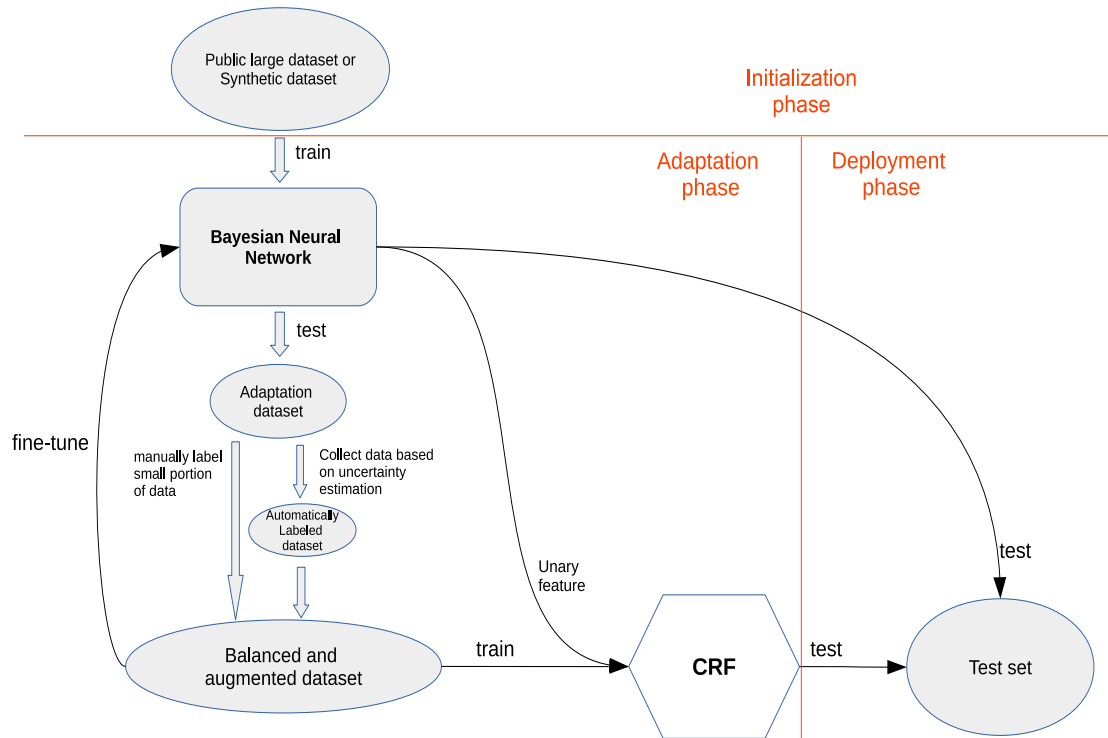 Public large dataset or
Synthetic dataset
Initialization
phase
train
Adaptation
phase
Deployment
phase
Bayesian Neural
Network
test
Adaptation
dataset
fine-tune
manually label
small portion
of data
Collect data based
on uncertainty
estimation
Automatically
Labeled
dataset
Unary
feature
test
Balanced and
augmented dataset
train
CRF
test
Test set